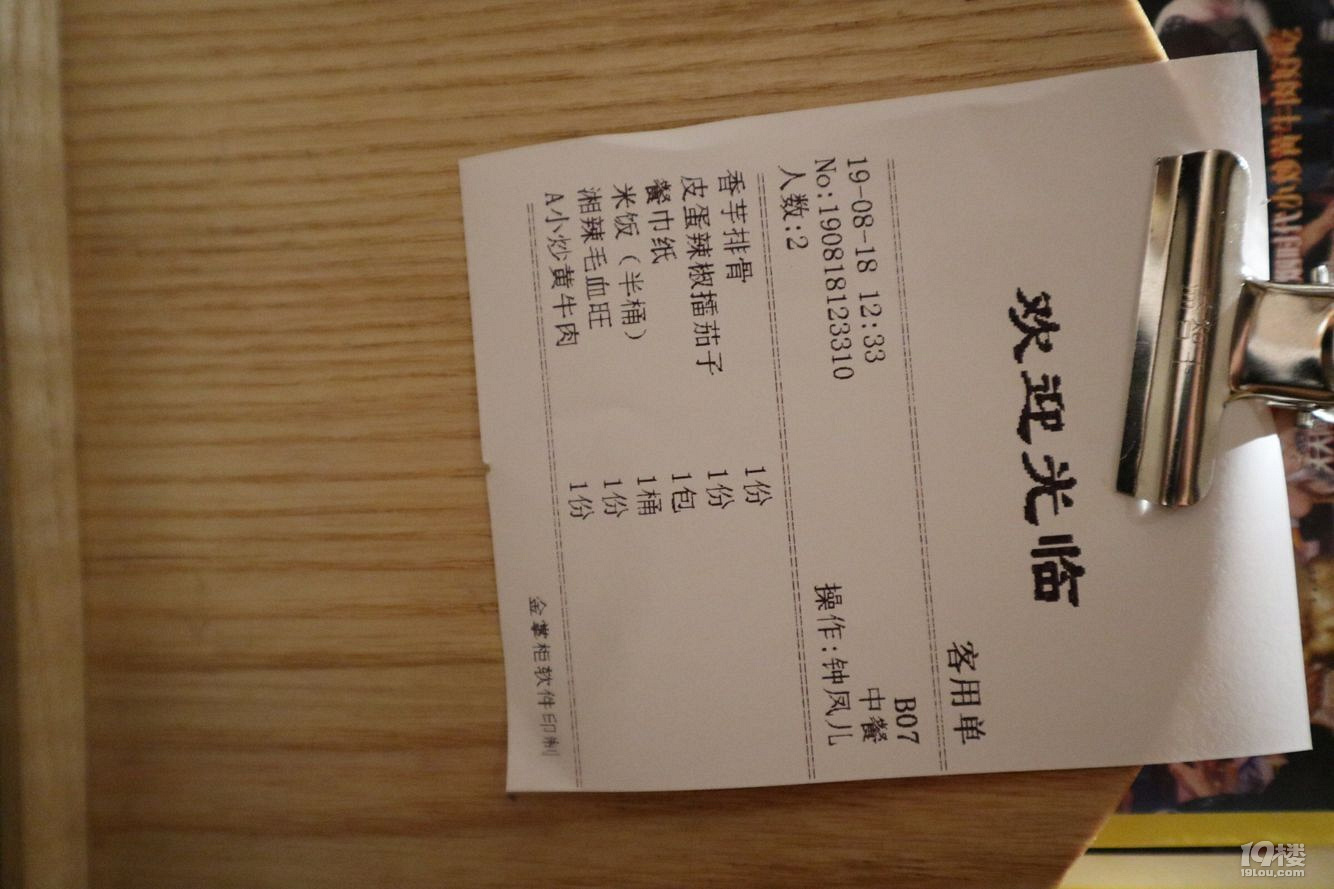 欢迎光临
客用单
B07
19-08-18 12:33 中餐
No:190818123310
人数:2 操作:钟凤儿
香芋排骨 1份
皮蛋辣椒擂茄子 1份
餐巾纸 1包
米饭（半桶） 1桶
湘辣毛血旺 1份
A小炒黄牛肉 1份
金掌柜软件印制
19楼
19lou.com